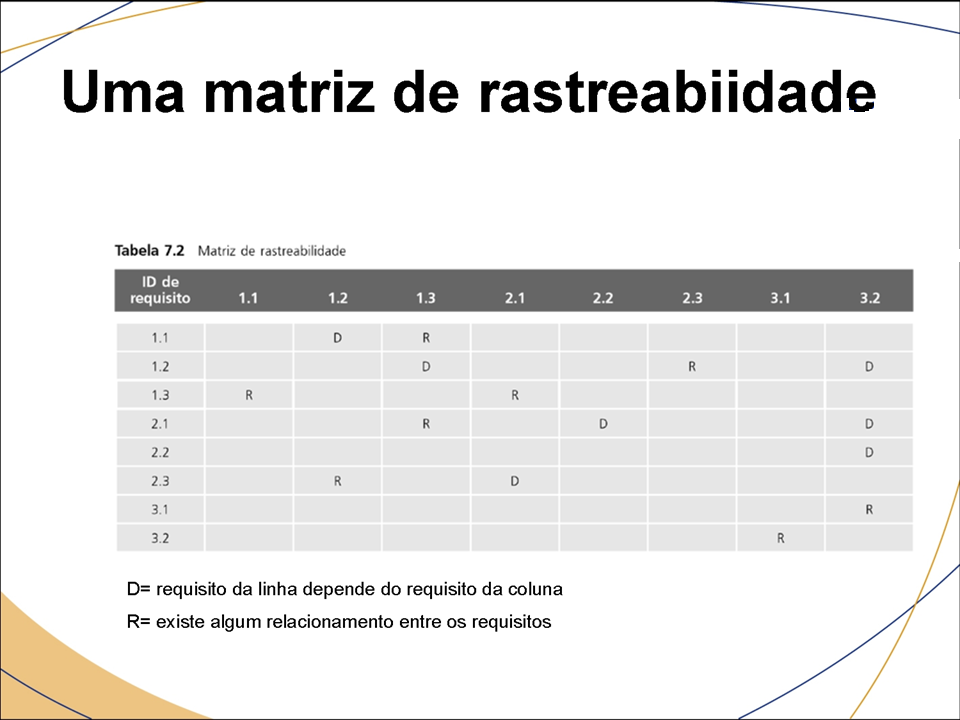 Uma matriz de rastreabiidade
Tabela 7.2 Matriz de rastreabilidade
ID de
requisito 1.1 1.2 1.3 2.1 2.2 2.3 3.1 3.2
1.1 D R
1.2 D R D
1.3 R R
2.1 R D D
2.2 D
2.3 R D
3.1 R
3.2 R
D= requisito da linha depende do requisito da coluna
R= existe algum relacionamento entre os requisitos